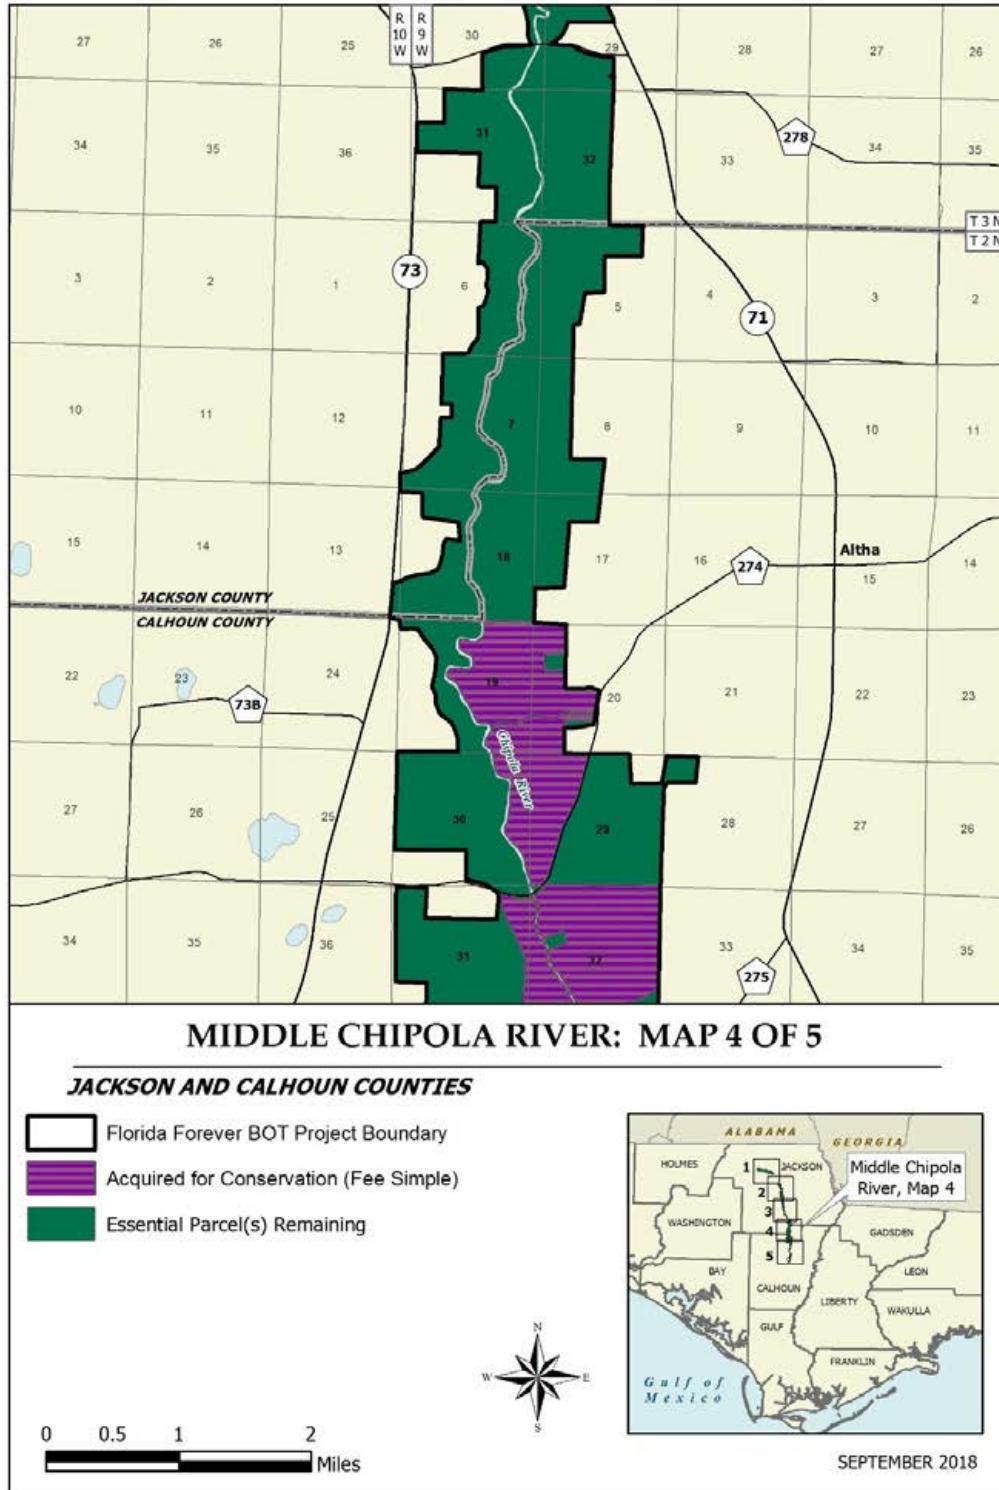 27 26 25 R 10 W R 9 W 30 29 28 27 26
34 35 36 31 32 33 278 34 35
T 3 N
T 2 N
3 2 1 73 6 5 4 71 3 2
10 11 12 7 8 9 10 11
15 14 13 18 17 16 274 Altha 15 14
JACKSON COUNTY
CALHOUN COUNTY
22 23 24 19 20 21 22 23
73B
Chipola River
27 26 25 30 29 28 27 26
34 35 36 31 32 33 275 34 35
MIDDLE CHIPOLA RIVER: MAP 4 OF 5
JACKSON AND CALHOUN COUNTIES
Florida Forever BOT Project Boundary
Acquired for Conservation (Fee Simple)
Essential Parcel(s) Remaining
ALABAMA
GEORGIA
HOLMES
JACKSON
Middle Chipola
River, Map 4
1
2
3
4
5
WASHINGTON
GADSDEN
BAY
LEON
CALHOUN
LIBERTY
WAKULLA
GULF
FRANKLIN
Gulf of
Mexico
N
W E
S
0 0.5 1 2
Miles
SEPTEMBER 2018